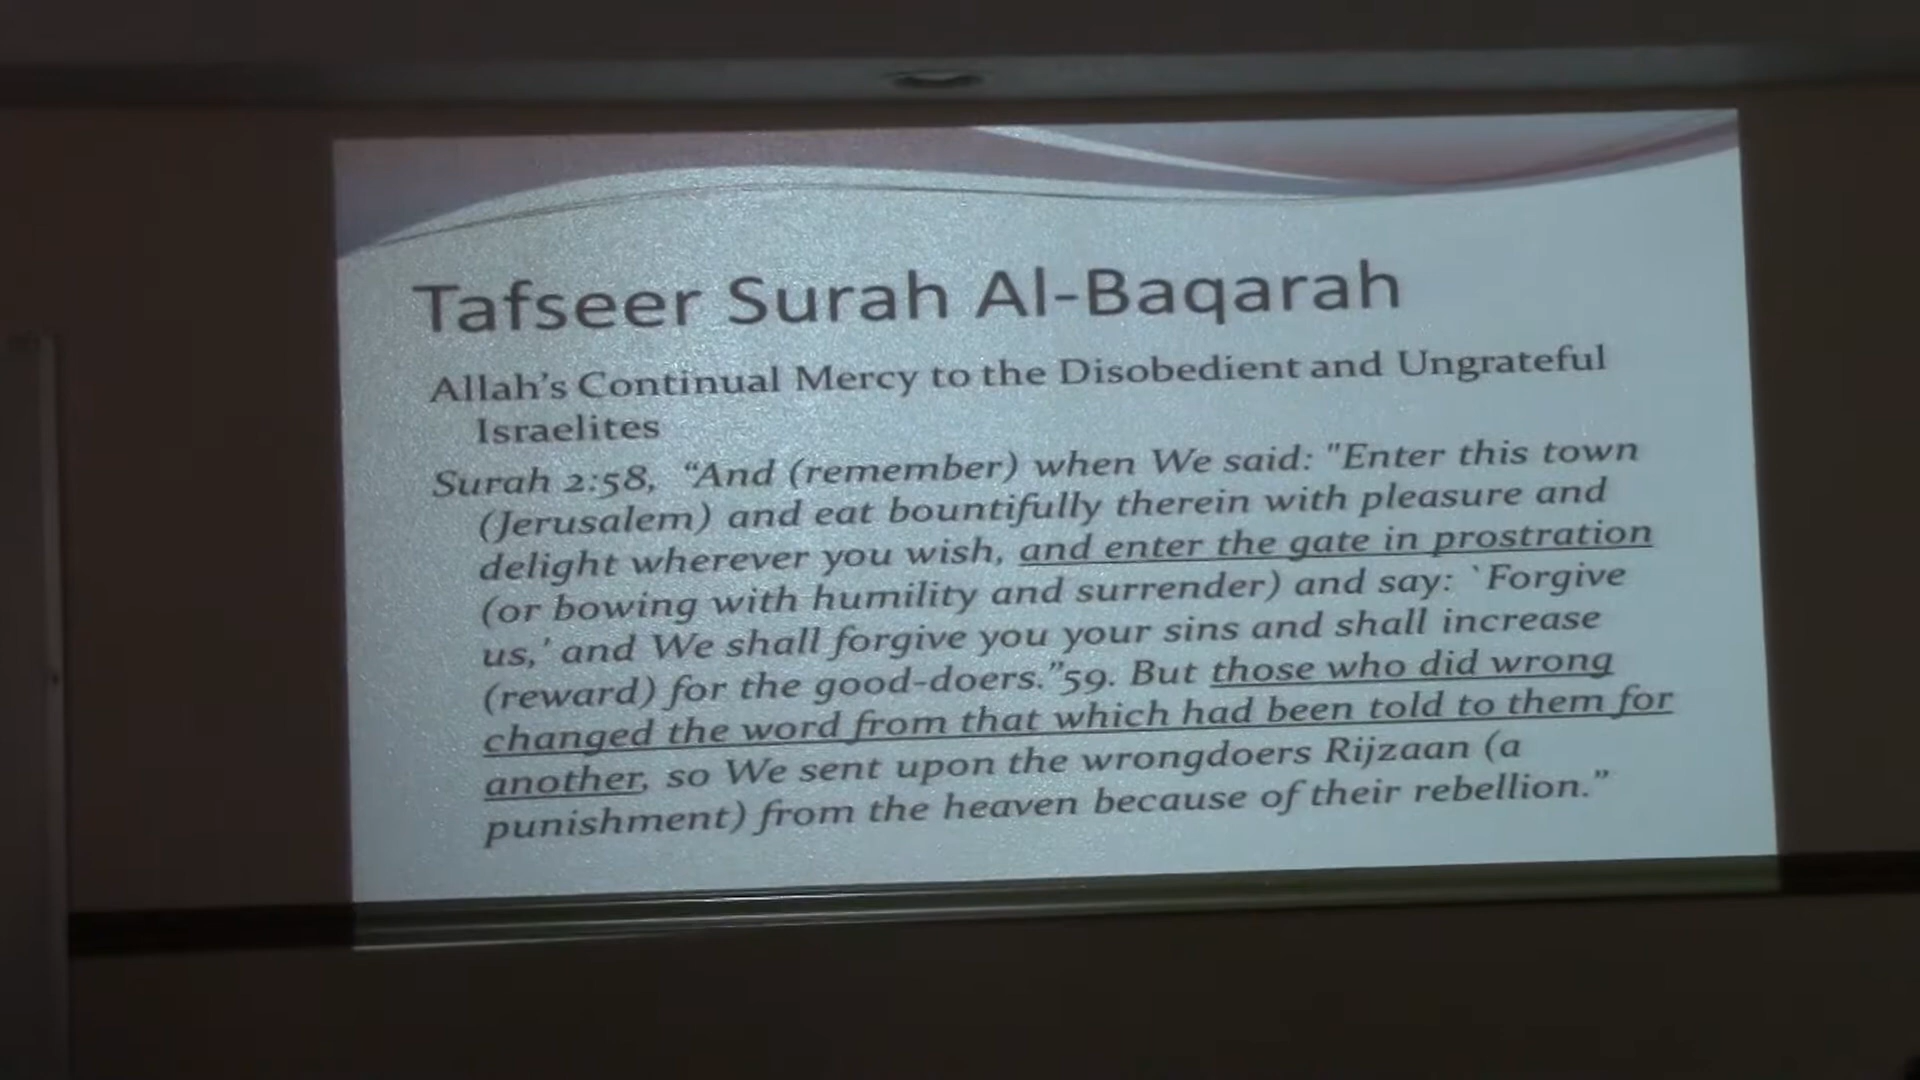 Tafseer Surah Al-Baqarah
Allah's Continual Mercy to the Disobedient and Ungrateful
Israelites
Surah 2:58, “And (remember) when We said: "Enter this town
(Jerusalem) and eat bountifully therein with pleasure and
delight wherever you wish, and enter the gate in prostration
(or bowing with humility and surrender) and say: `Forgive
us,' and We shall forgive you your sins and shall increase
(reward) for the good-doers.”59. But those who did wrong
changed the word from that which had been told to them for
another, so We sent upon the wrongdoers Rijzaan (a
punishment) from the heaven because of their rebellion.”